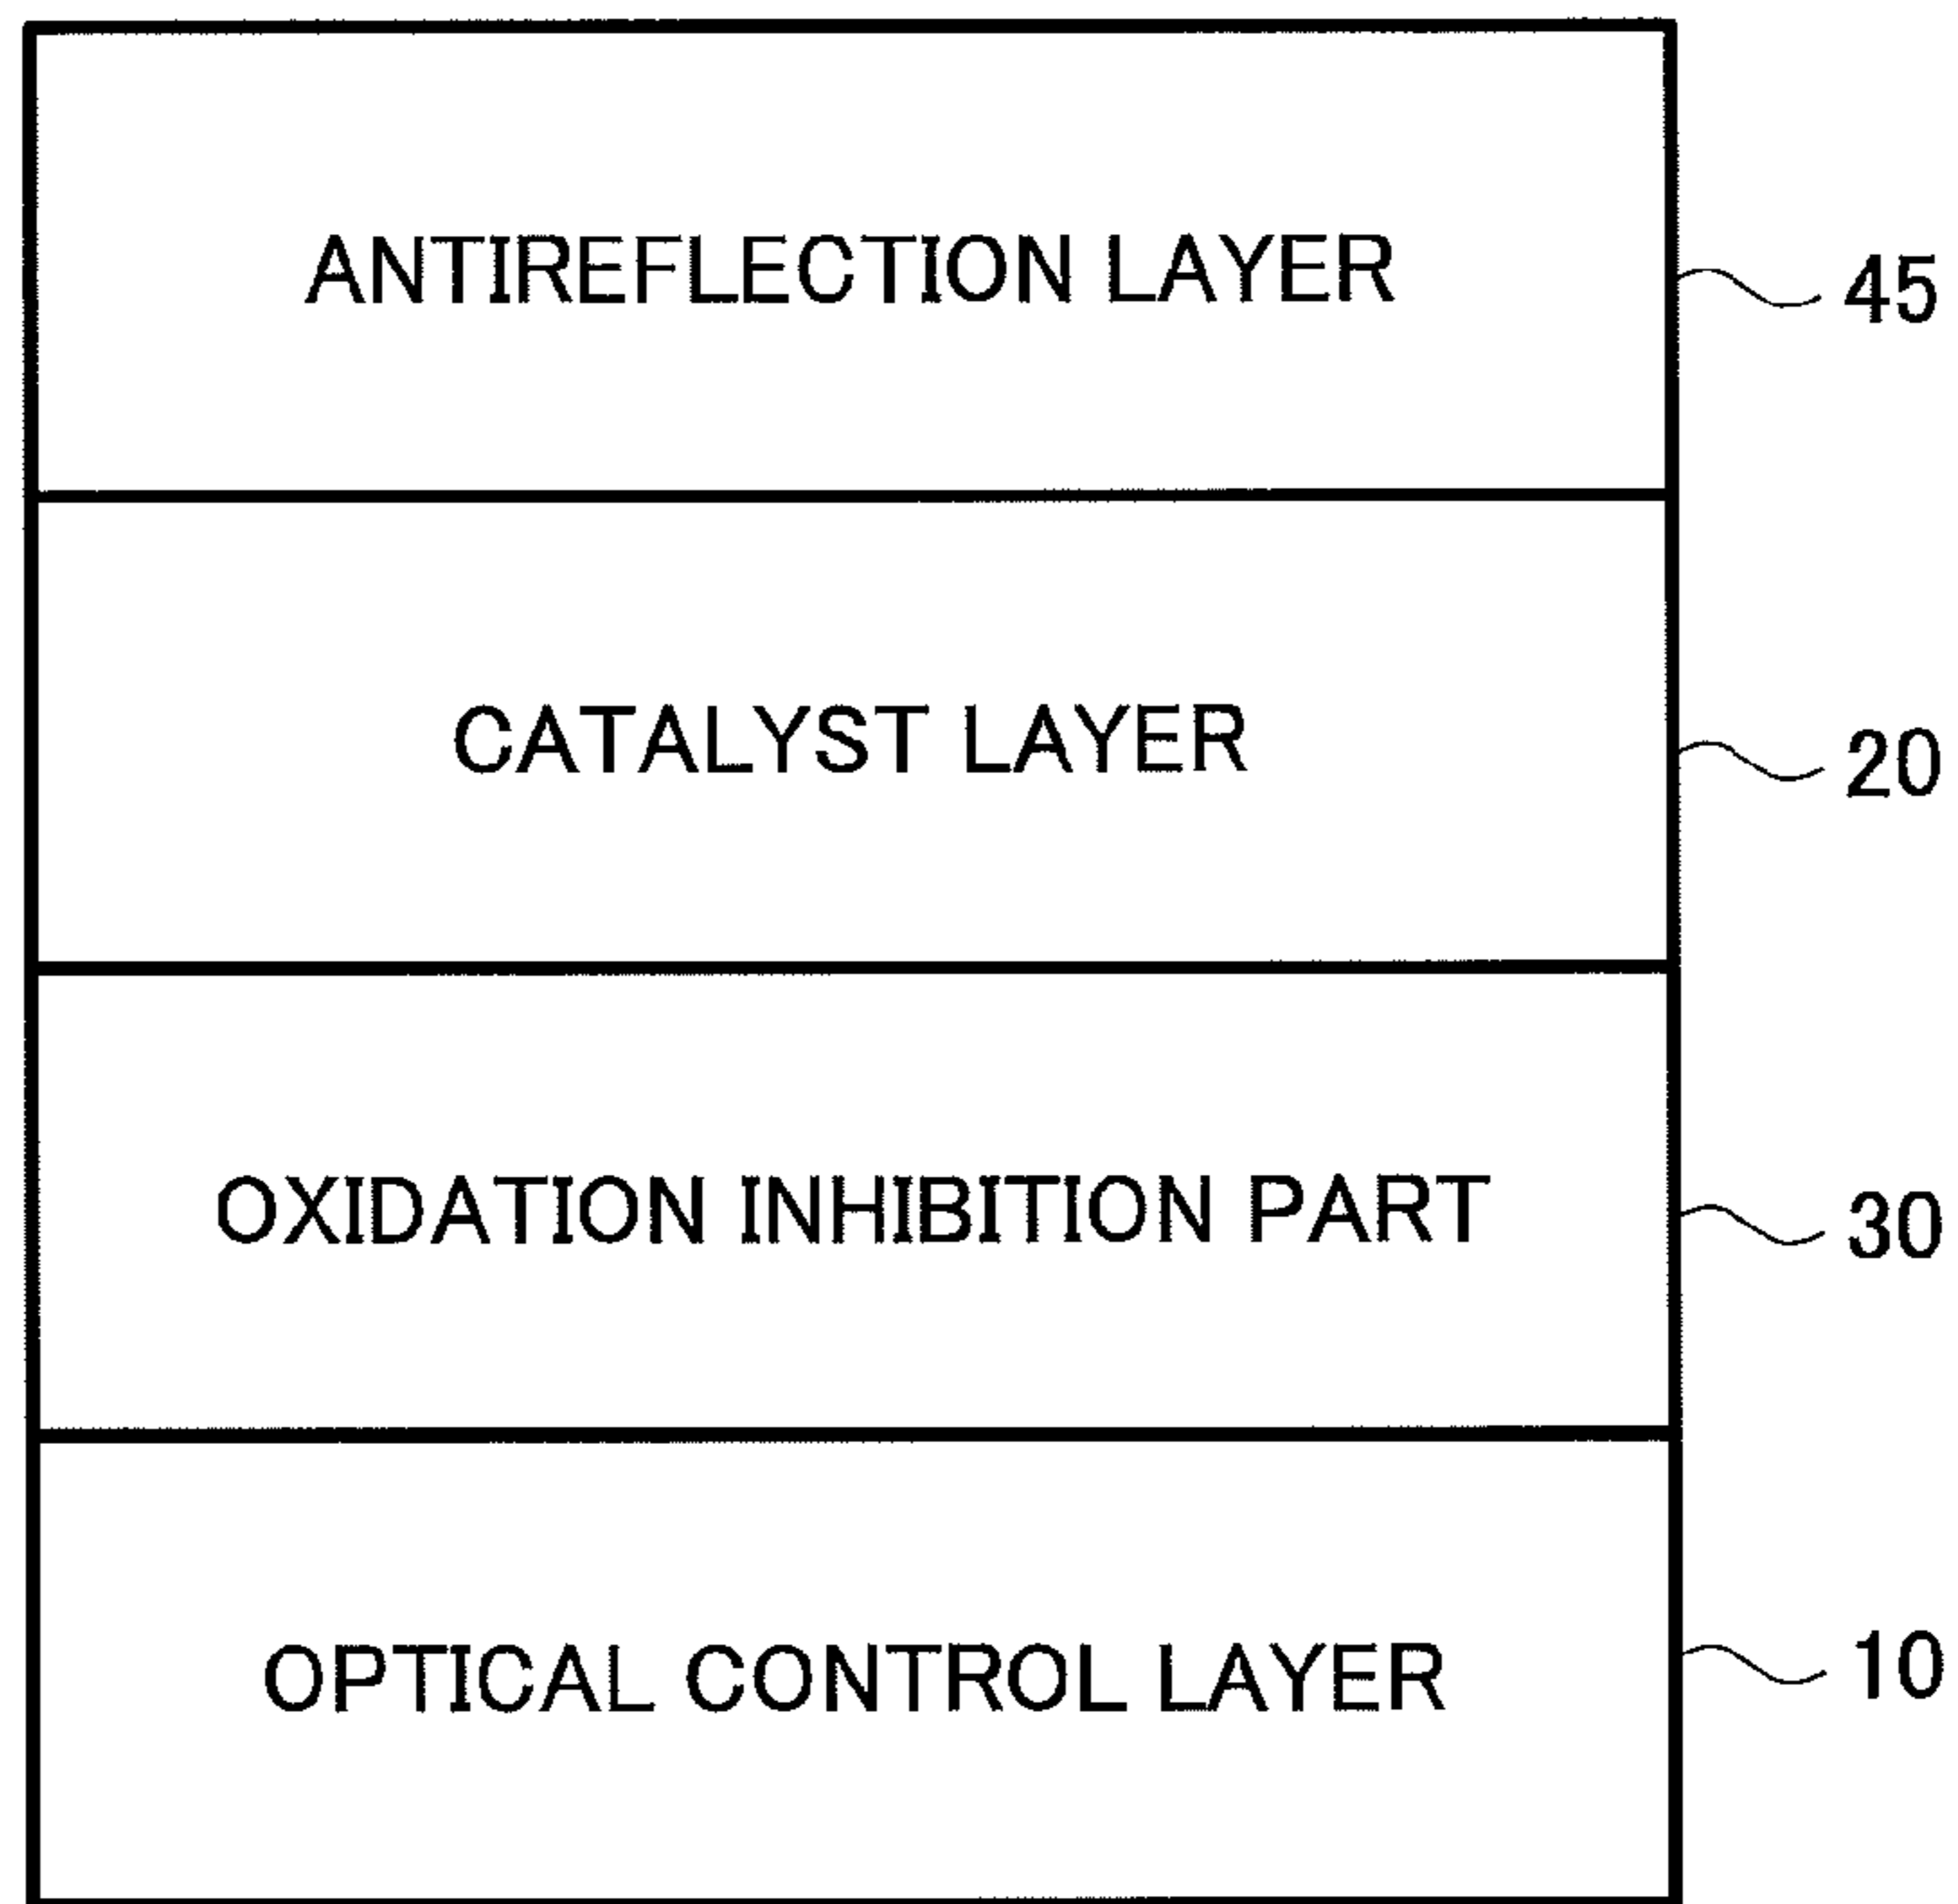 ANTIREFLECTION LAYER 45
CATALYST LAYER 20
OXIDATION INHIBITION PART 30
OPTICAL CONTROL LAYER 10